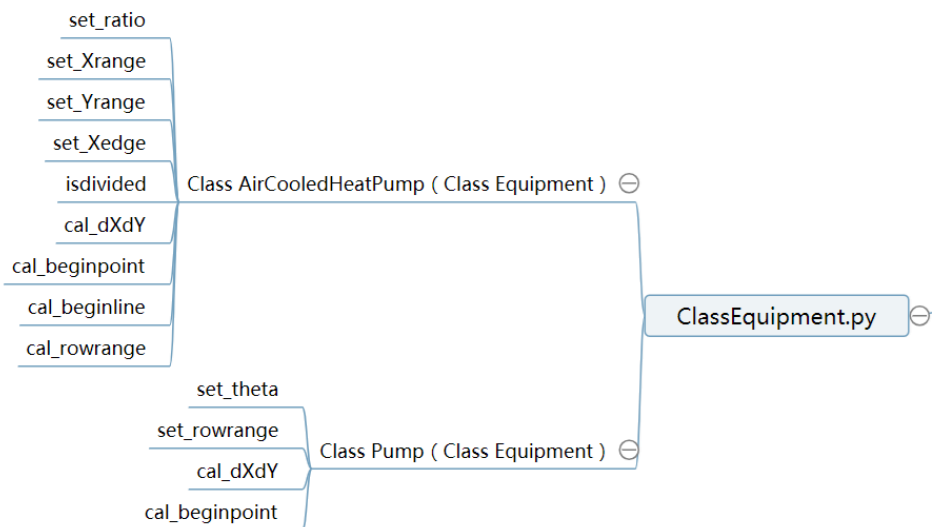 set_ratio
set_Xrange
set_Yrange
set_Xedge
isdivided
Class AirCooledHeatPump ( Class Equipment )
cal_dXdY
cal_beginpoint
cal_beginline
ClassEquipment.py
cal_rowrange
set_theta
set_rowrange
Class Pump ( Class Equipment )
cal_dXdY
cal_beginpoint